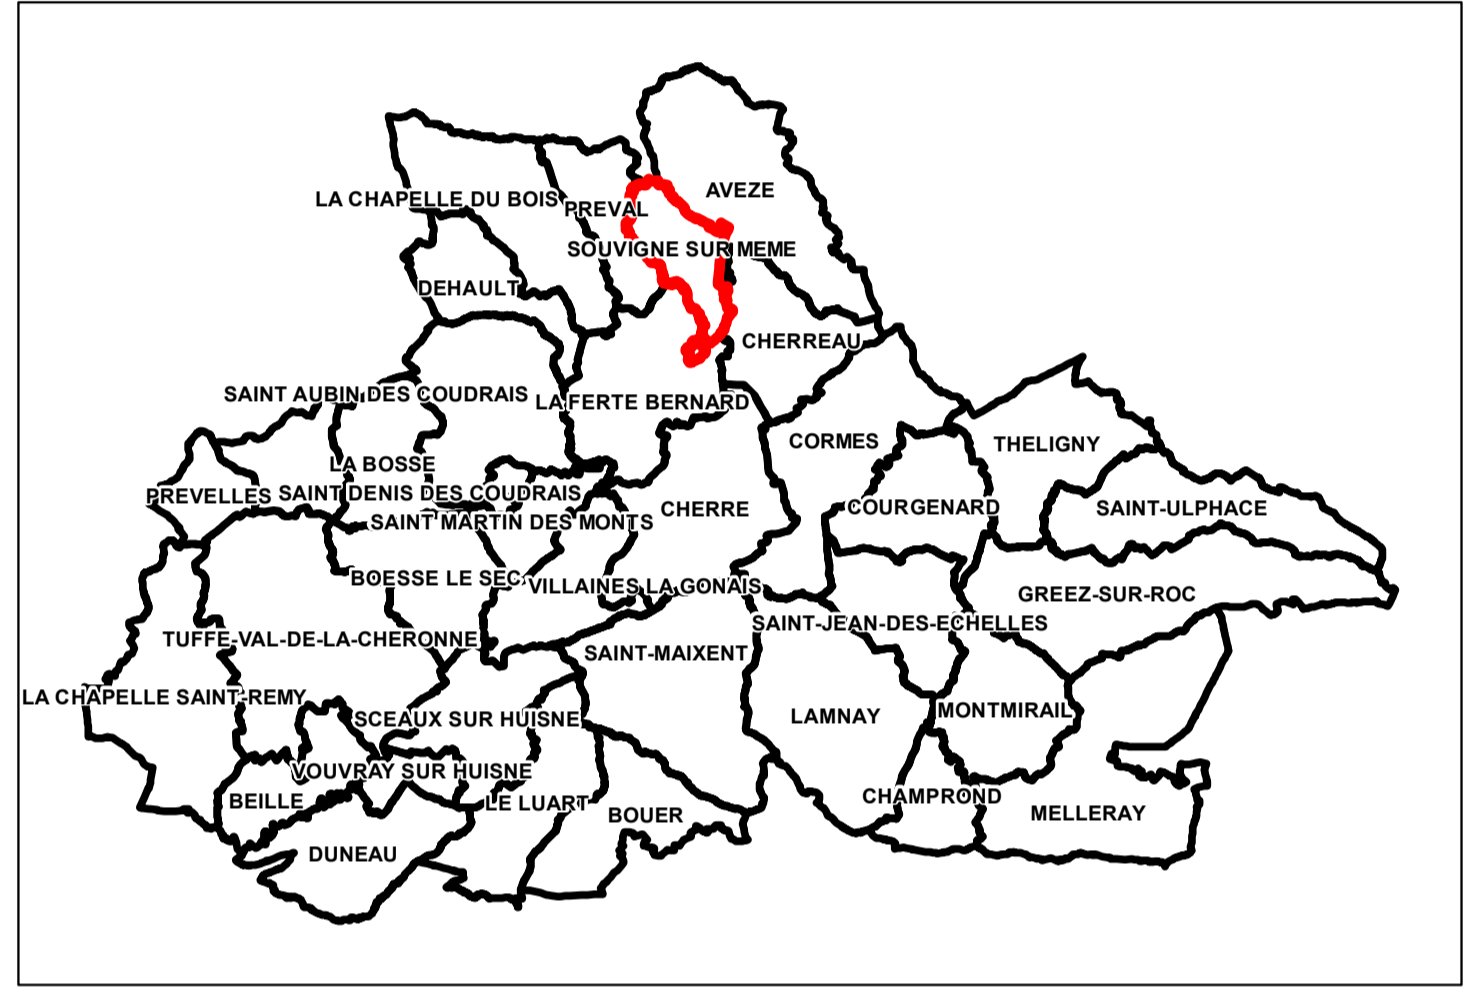 AVEZE
LA CHAPELLE DU BOIS
PREVAL
SOUVIGNE SUR MEME
DEHAULT
CHERREAU
SAINT AUBIN DES COUDRAIS
LA FERTE BERNARD
CORMES
THELIGNY
LA BOSSE
PREVELLES
SAINT DENIS DES COUDRAIS
CHERRE
COURGENARD
SAINT-ULPHACE
SAINT MARTIN DES MONTS
BOESSE LE SEC
VILLAINES LA GONAIS
GREEZ-SUR-ROC
SAINT-JEAN-DES-ECHELLES
TUFFE-VAL-DE-LA-CHERONNE
SAINT-MAIXENT
LA CHAPELLE SAINT-REMY
SCEAUX SUR HUISNE
LAMNAY
MONTMIRAIL
VOUVRAY SUR HUISNE
BEILLE
LE LUART
BOUER
CHAMPROND
MELLERAY
DUNEAU